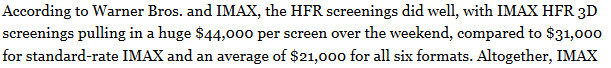 According to Warner Bros. and IMAX, the HFR screenings did well, with IMAX HFR 3D
screenings pulling in a huge $44,000 per screen over the weekend, compared to $31,000
for standard-rate IMAX and an average of $21,000 for all six formats. Altogether, IMAX